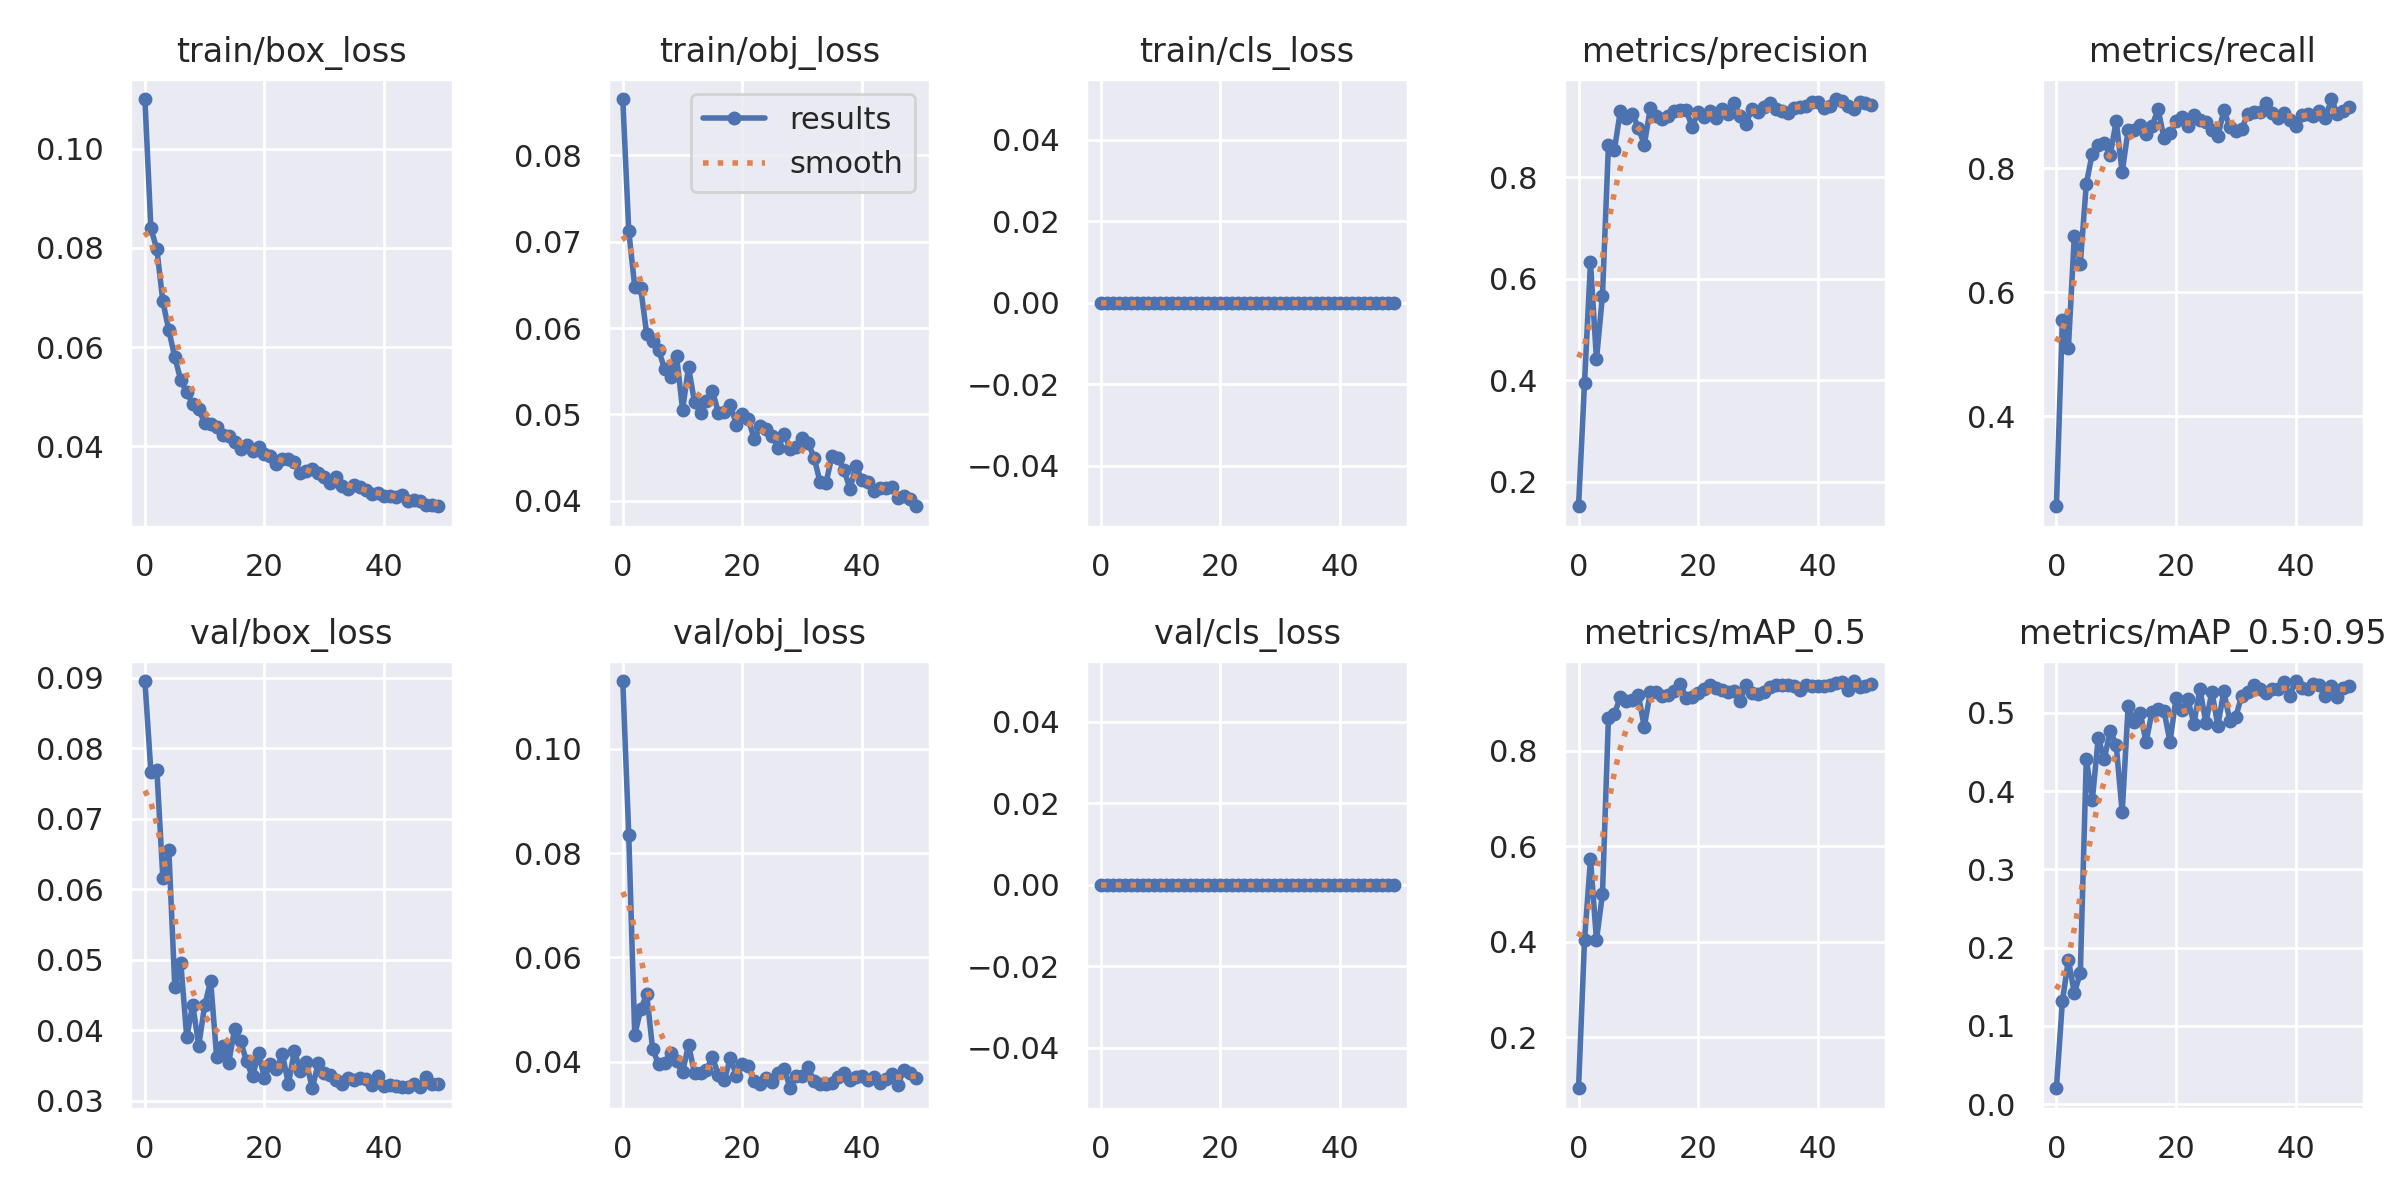 train/box_loss
train/obj_loss
train/cls_loss
metrics/precision
metrics/recall
results
smooth
0.10
0.08
0.06
0.04
0 20 40
0.08
0.07
0.06
0.05
0.04
0 20 40
0.04
0.02
0.00
−0.02
−0.04
0 20 40
0.8
0.6
0.4
0.2
0 20 40
0.8
0.6
0.4
0 20 40
val/box_loss
val/obj_loss
val/cls_loss
metrics/mAP_0.5
metrics/mAP_0.5:0.95
0.09
0.08
0.07
0.06
0.05
0.04
0.03
0 20 40
0.10
0.08
0.06
0.04
0 20 40
0.04
0.02
0.00
−0.02
−0.04
0 20 40
0.8
0.6
0.4
0.2
0 20 40
0.5
0.4
0.3
0.2
0.1
0.0
0 20 40